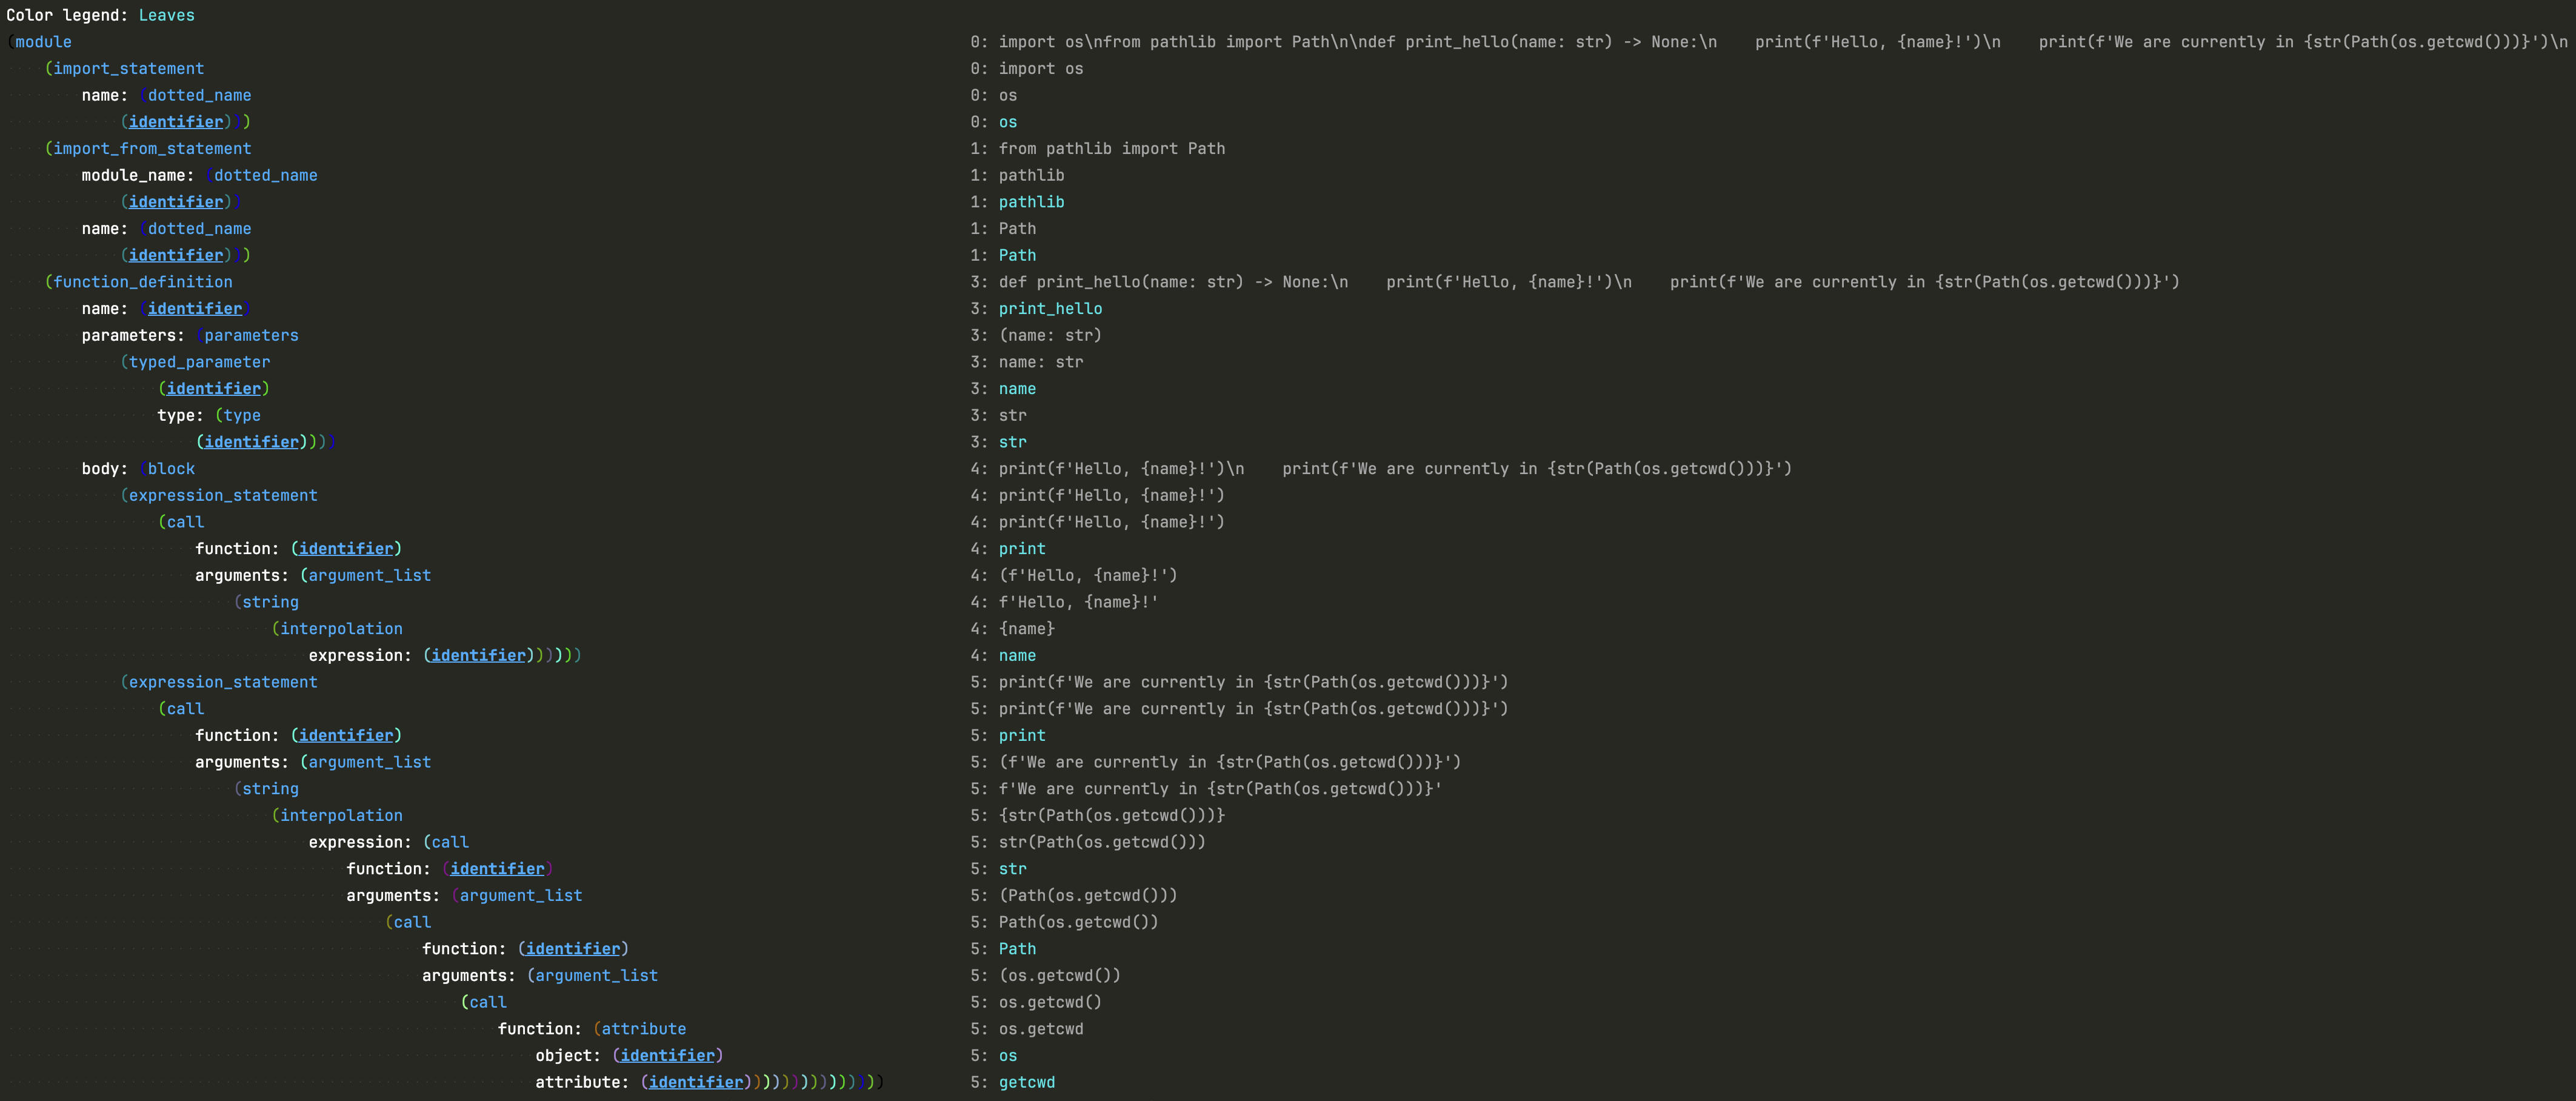 Color legend: Leaves
(module 0: import os\nfrom pathlib import Path\n\ndef print_hello(name: str) -> None:\n    print(f'Hello, {name}!')\n    print(f'We are currently in {str(Path(os.getcwd()))}')\n
(import_statement 0: import os
name: (dotted_name 0: os
(identifier))) 0: os
(import_from_statement 1: from pathlib import Path
module_name: (dotted_name 1: pathlib
(identifier)) 1: pathlib
name: (dotted_name 1: Path
(identifier))) 1: Path
(function_definition 3: def print_hello(name: str) -> None:\n    print(f'Hello, {name}!')\n    print(f'We are currently in {str(Path(os.getcwd()))}')
name: (identifier) 3: print_hello
parameters: (parameters 3: (name: str)
(typed_parameter 3: name: str
(identifier) 3: name
type: (type 3: str
(identifier)))) 3: str
body: (block 4: print(f'Hello, {name}!')\n    print(f'We are currently in {str(Path(os.getcwd()))}')
(expression_statement 4: print(f'Hello, {name}!')
(call 4: print(f'Hello, {name}!')
function: (identifier) 4: print
arguments: (argument_list 4: (f'Hello, {name}!')
(string 4: f'Hello, {name}!'
(interpolation 4: {name}
expression: (identifier)))))) 4: name
(expression_statement 5: print(f'We are currently in {str(Path(os.getcwd()))}')
(call 5: print(f'We are currently in {str(Path(os.getcwd()))}')
function: (identifier) 5: print
arguments: (argument_list 5: (f'We are currently in {str(Path(os.getcwd()))}')
(string 5: f'We are currently in {str(Path(os.getcwd()))}'
(interpolation 5: {str(Path(os.getcwd()))}
expression: (call 5: str(Path(os.getcwd()))
function: (identifier) 5: str
arguments: (argument_list 5: (Path(os.getcwd()))
(call 5: Path(os.getcwd())
function: (identifier) 5: Path
arguments: (argument_list 5: (os.getcwd())
(call 5: os.getcwd()
function: (attribute 5: os.getcwd
object: (identifier) 5: os
attribute: (identifier))))))))))))))) 5: getcwd